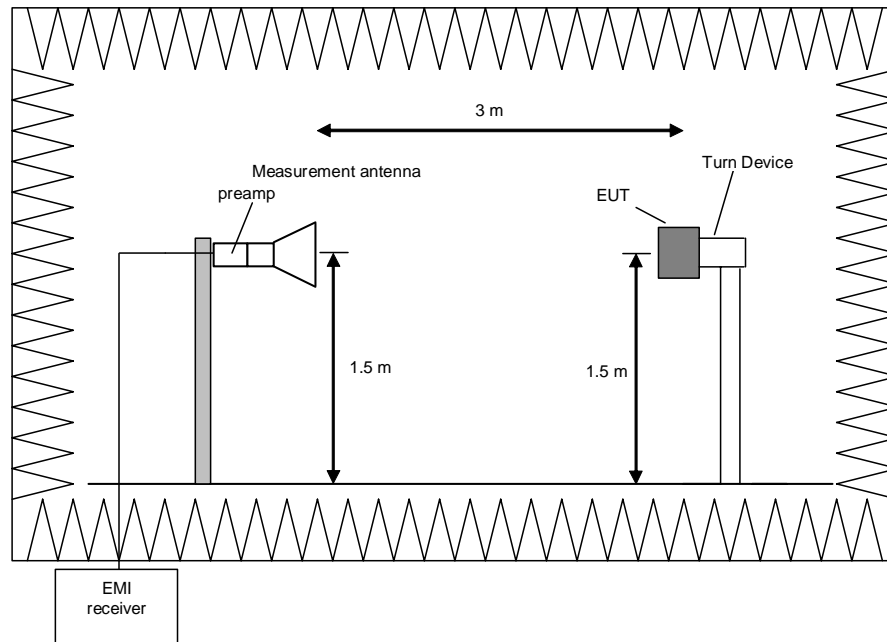 3 m
Measurement antenna
preamp
Turn Device
EUT
1.5 m
1.5 m
EMI
receiver